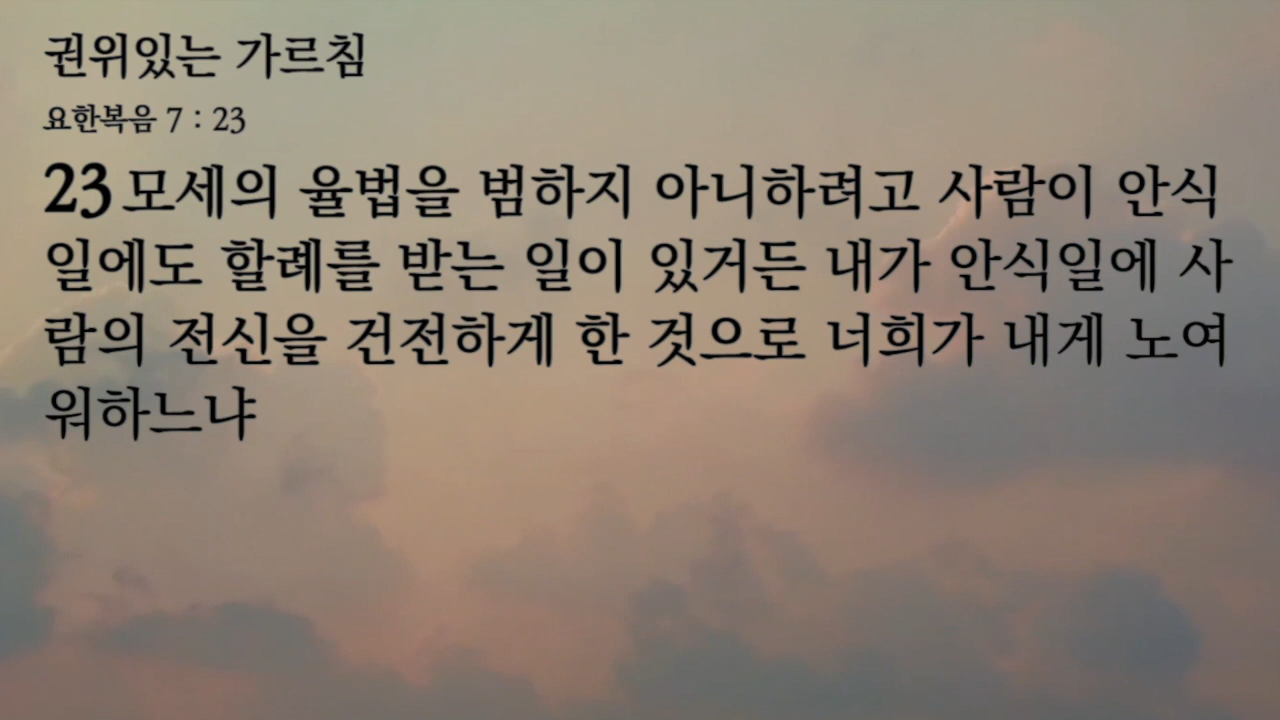 권위있는 가르침
요한복음 7 : 23
23 모세의 율법을 범하지 아니하려고 사람이 안식
일에도 할례를 받는 일이 있거든 내가 안식일에 사
람의 전신을 건전하게 한 것으로 너희가 내게 노여
워하느냐